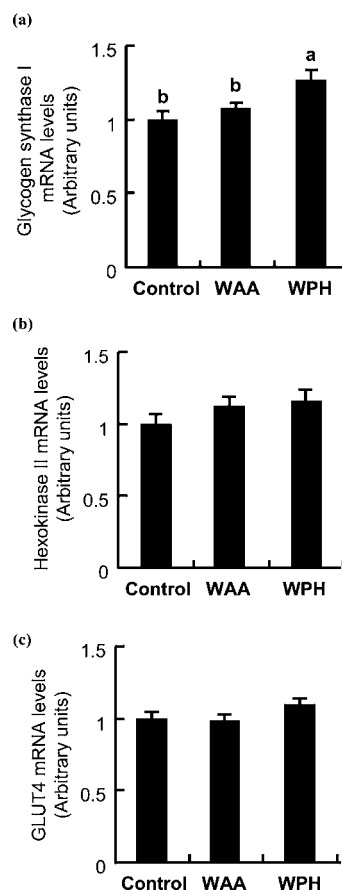 (a)
Glycogen synthase I
mRNA levels
(Arbitrary units)
1.5
1
0.5
0
b
b
a
Control
WAA
WPH
(b)
Hexokinase II mRNA levels
(Arbitrary units)
1.5
1
0.5
0
Control
WAA
WPH
(c)
GLUT4 mRNA levels
(Arbitrary units)
1.5
1
0.5
0
Control
WAA
WPH